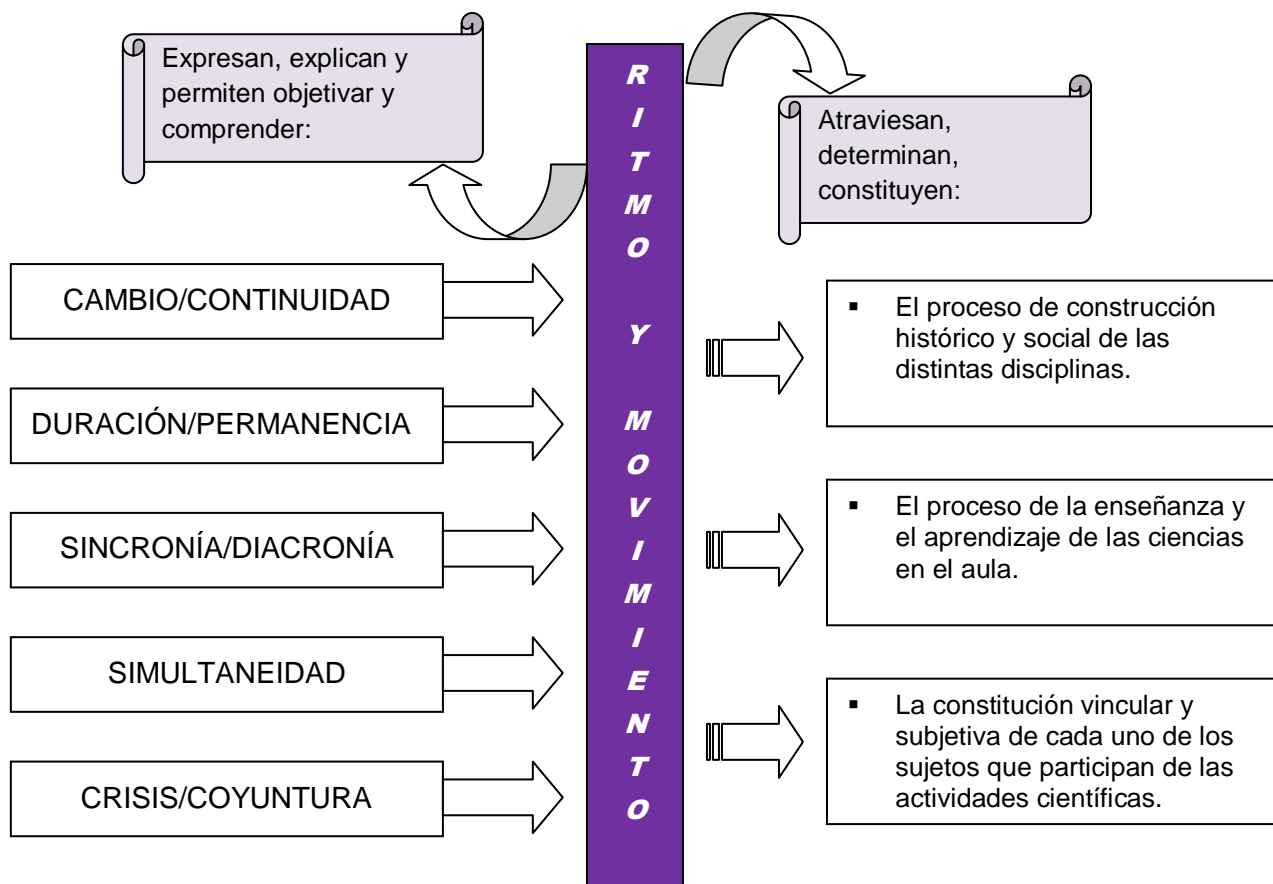 Expresan, explican y
permiten objetivar y
comprender:
RITMO Y MOVIMIENTO
Atraviesan,
determinan,
constituyen:
CAMBIO/CONTINUIDAD
DURACIÓN/PERMANENCIA
SINCRONÍA/DIACRONÍA
SIMULTANEIDAD
CRISIS/COYUNTURA
▪ El proceso de construcción
histórico y social de las
distintas disciplinas.
▪ El proceso de la enseñanza y
el aprendizaje de las ciencias
en el aula.
▪ La constitución vincular y
subjetiva de cada uno de los
sujetos que participan de las
actividades científicas.